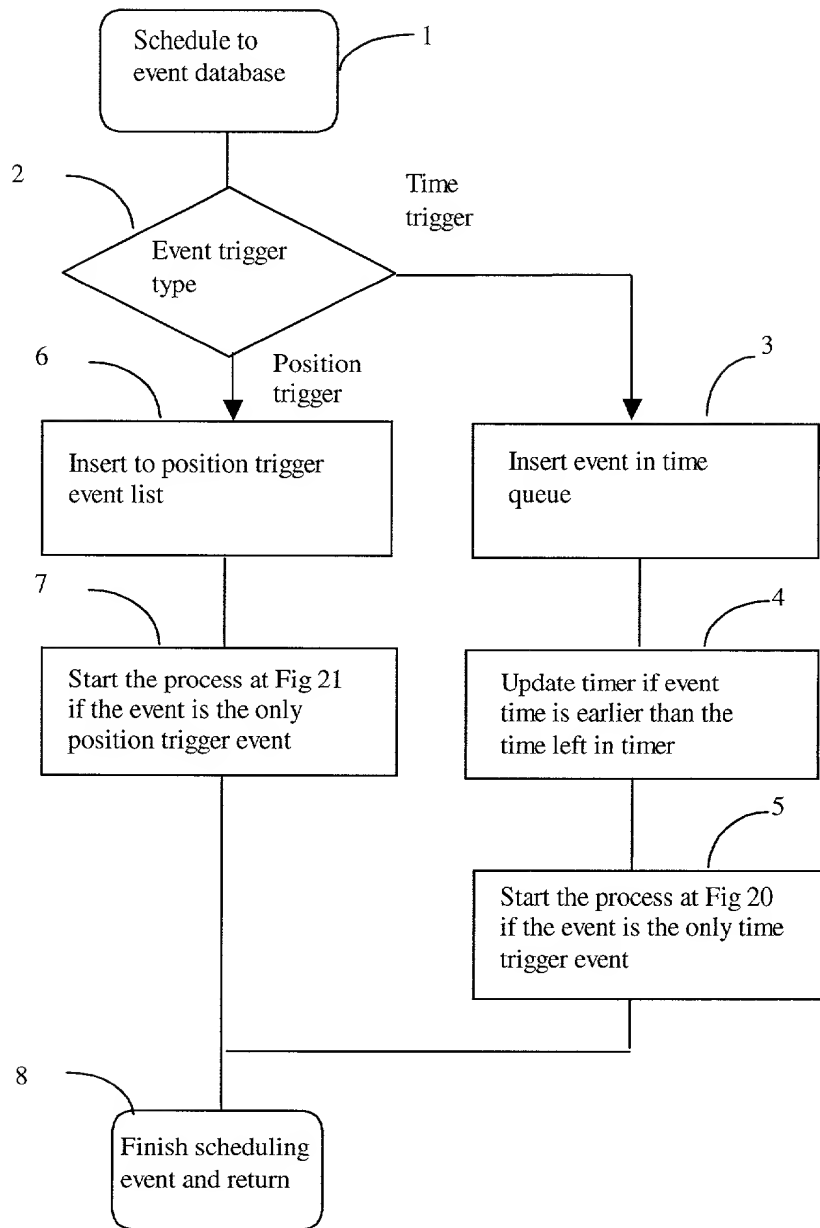 Schedule to
event database
1
2
Time
trigger
Event trigger
type
6
Position
trigger
3
Insert to position trigger
event list
Insert event in time
queue
7
4
Start the process at Fig 21
if the event is the only
position trigger event
Update timer if event
time is earlier than the
time left in timer
5
Start the process at Fig 20
if the event is the only time
trigger event
8
Finish scheduling
event and return